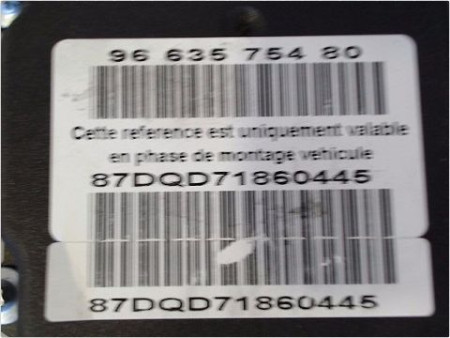 96 635 754 80
Cette reference est uniquement valable
en phase de montage vehicule
87DQD71860445
87DQD71860445